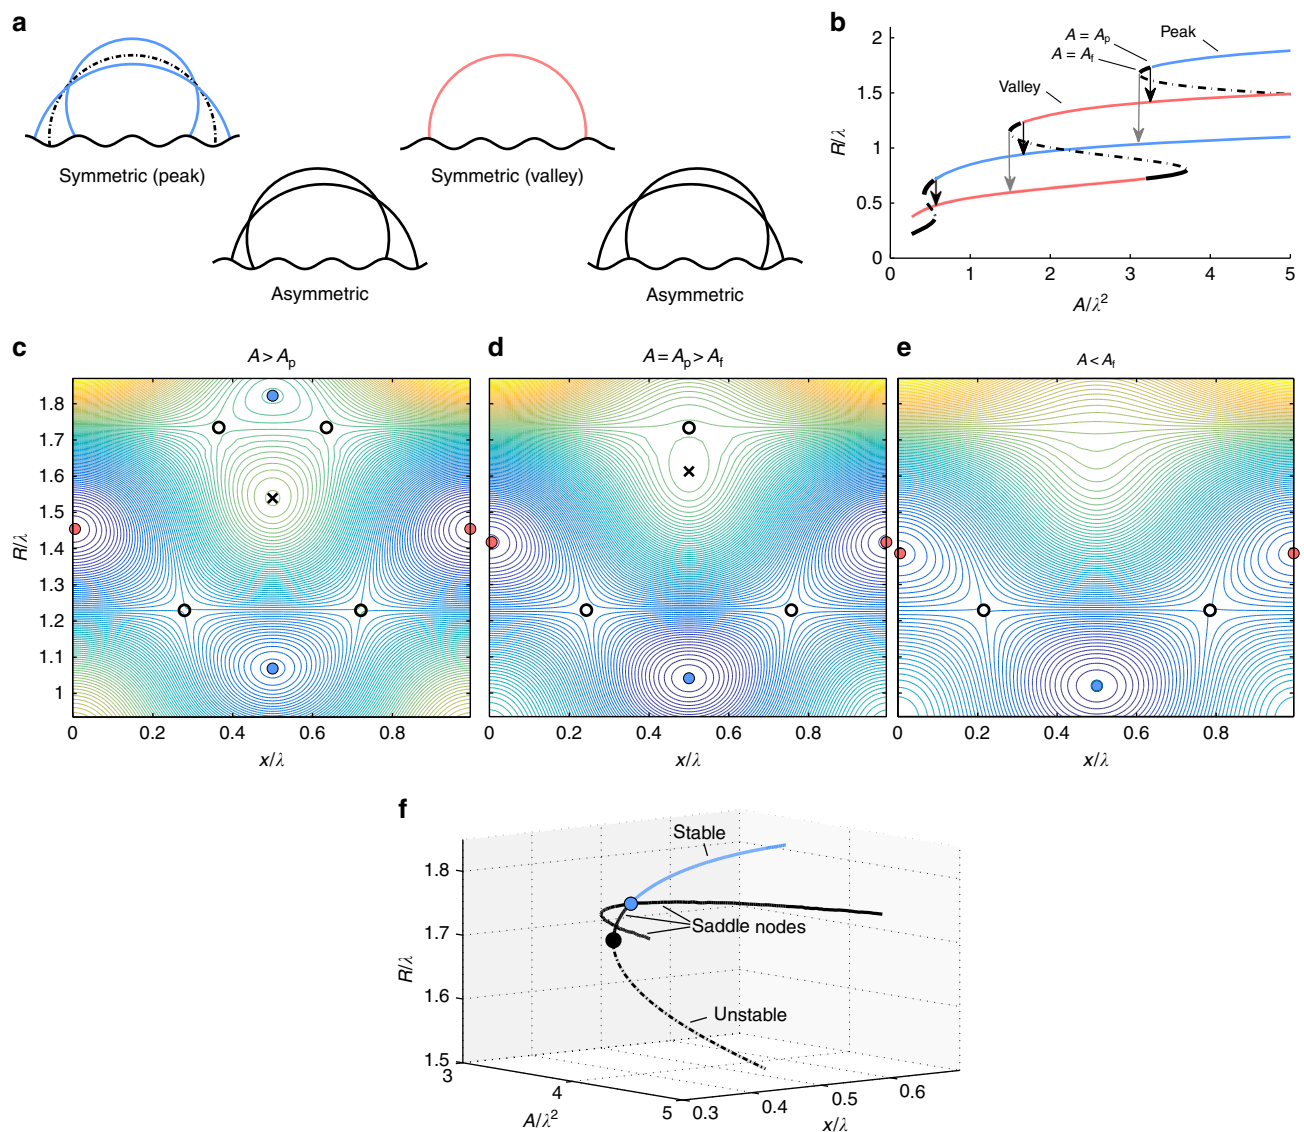 a
Symmetric (peak)
Symmetric (valley)
Asymmetric
Asymmetric
b
A = Ap
A = Af
Peak
Valley
2
1.5
1
0.5
0
R/λ
0 1 2 3 4 5
A/λ²
c
A > Ap
1.8
1.7
1.6
1.5
1.4
1.3
1.2
1.1
1
R/λ
0 0.2 0.4 0.6 0.8
x/λ
d
A = Ap > Af
0 0.2 0.4 0.6 0.8
x/λ
e
A < Af
0 0.2 0.4 0.6 0.8
x/λ
f
Stable
Saddle nodes
Unstable
1.8
1.7
1.6
1.5
R/λ
3
4
5
A/λ²
0.3
0.4
0.5
0.6
x/λ